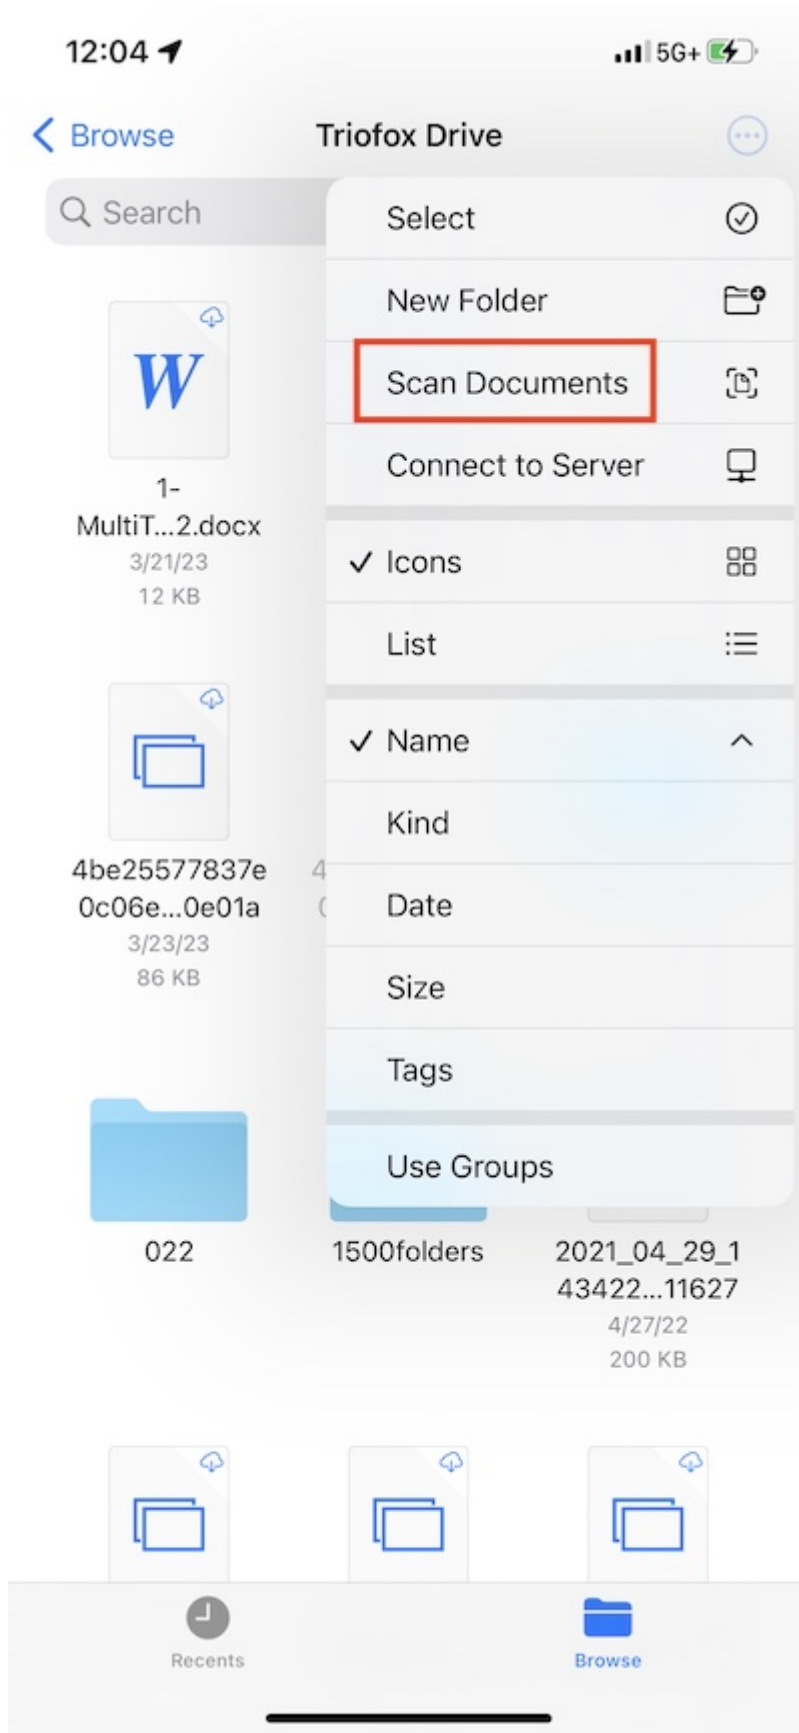 12:04
5G+
Browse
Triofox Drive
Search
Select
New Folder
Scan Documents
Connect to Server
Icons
List
Name
Kind
Date
Size
Tags
Use Groups
W
1-
MultiT...2.docx
3/21/23
12 KB
4be25577837e
0c06e...0e01a
3/23/23
86 KB
4
022
1500folders
2021_04_29_1
43422...11627
4/27/22
200 KB
Recents
Browse